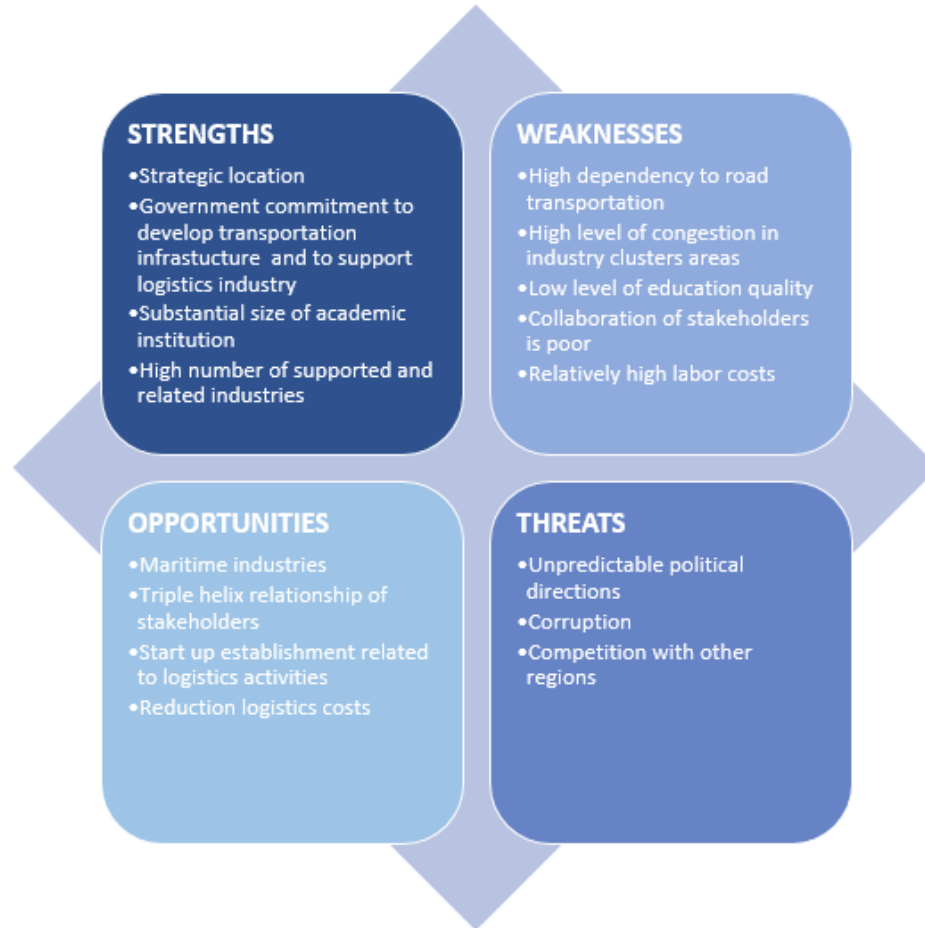 STRENGTHS
•Strategic location
•Government commitment to
develop transportation
infrastucture  and to support
logistics industry
•Substantial size of academic
institution
•High number of supported and
related industries
WEAKNESSES
•High dependency to road
transportation
•High level of congestion in
industry clusters areas
•Low level of education quality
•Collaboration of stakeholders
is poor
•Relatively high labor costs
OPPORTUNITIES
•Maritime industries
•Triple helix relationship of
stakeholders
•Start up establishment related
to logistics activities
•Reduction logistics costs
THREATS
•Unpredictable political
directions
•Corruption
•Competition with other
regions